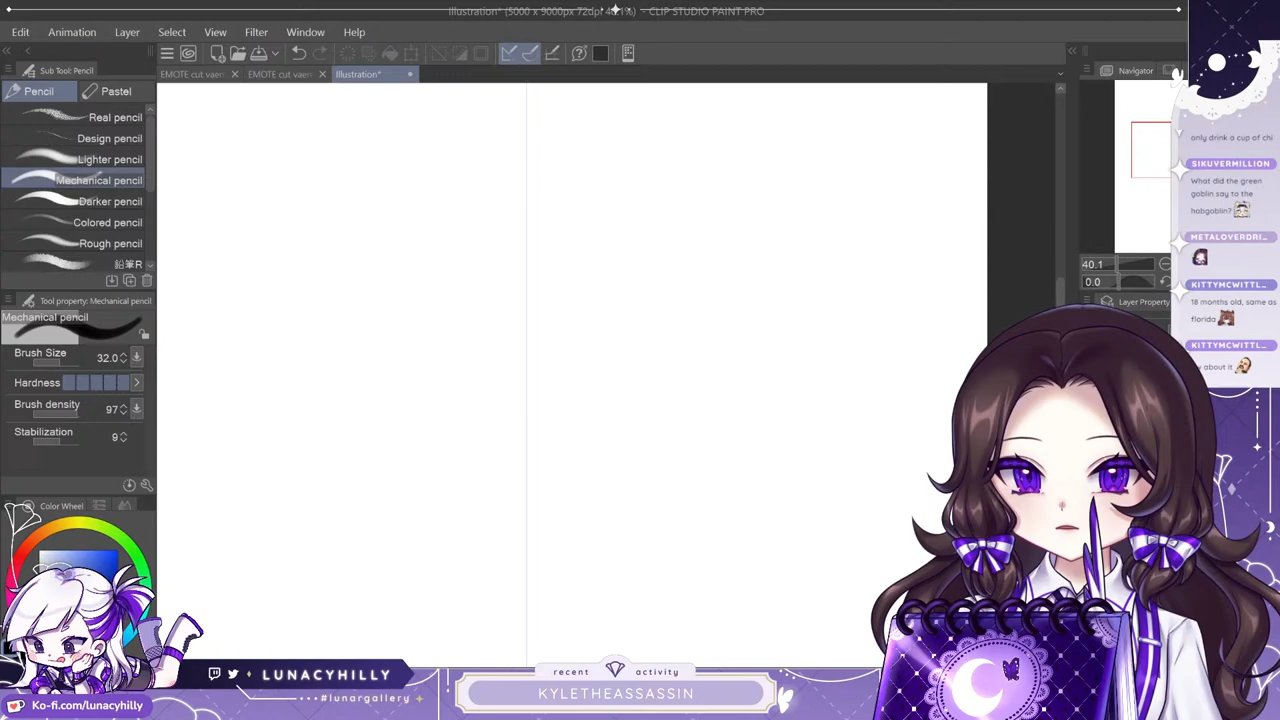 Illustration* (5000 x 9000px 72dpi 40.1%) - CLIP STUDIO PAINT PRO
Edit Animation Layer Select View Filter Window Help
Sub Tool: Pencil
EMOTE cut vaen
EMOTE cut vaen
Illustration*
Navigator
Pencil
Pastel
Real pencil
Design pencil
Lighter pencil
Mechanical pencil
Darker pencil
Colored pencil
Rough pencil
鉛筆R
Tool property: Mechanical pencil
Mechanical pencil
Brush Size 32.0
Hardness
Brush density 97
Stabilization 9
Color Wheel
40.1
0.0
Layer Property
only drink a cup of chi
SIKUVERMILLION
What did the green
goblin say to the
hobgoblin?
METALOVERDRI...
KITTYMCWITTL...
18 months old, same as
florida
KITTYMCWITTL...
about it
LUNACYHILLY
#lunargallery
Ko-fi.com/lunacyhilly
recent activity
KYLETHEASSASSIN